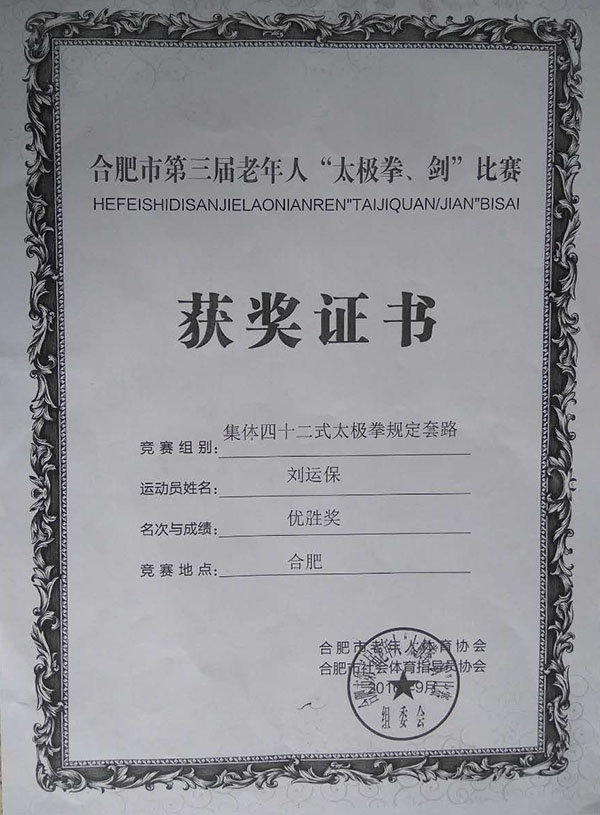 合肥市第三届老年人“太极拳、剑”比赛
HEFEISHIDISANJIELAONIANREN"TAIJIQUAN/JIAN"BISAI
获奖证书
竞赛组别: 集体四十二式太极拳规定套路
运动员姓名: 刘运保
名次与成绩: 优胜奖
竞赛地点: 合肥
合肥市老年人体育协会
合肥市社会体育指导员协会
9月
组委会